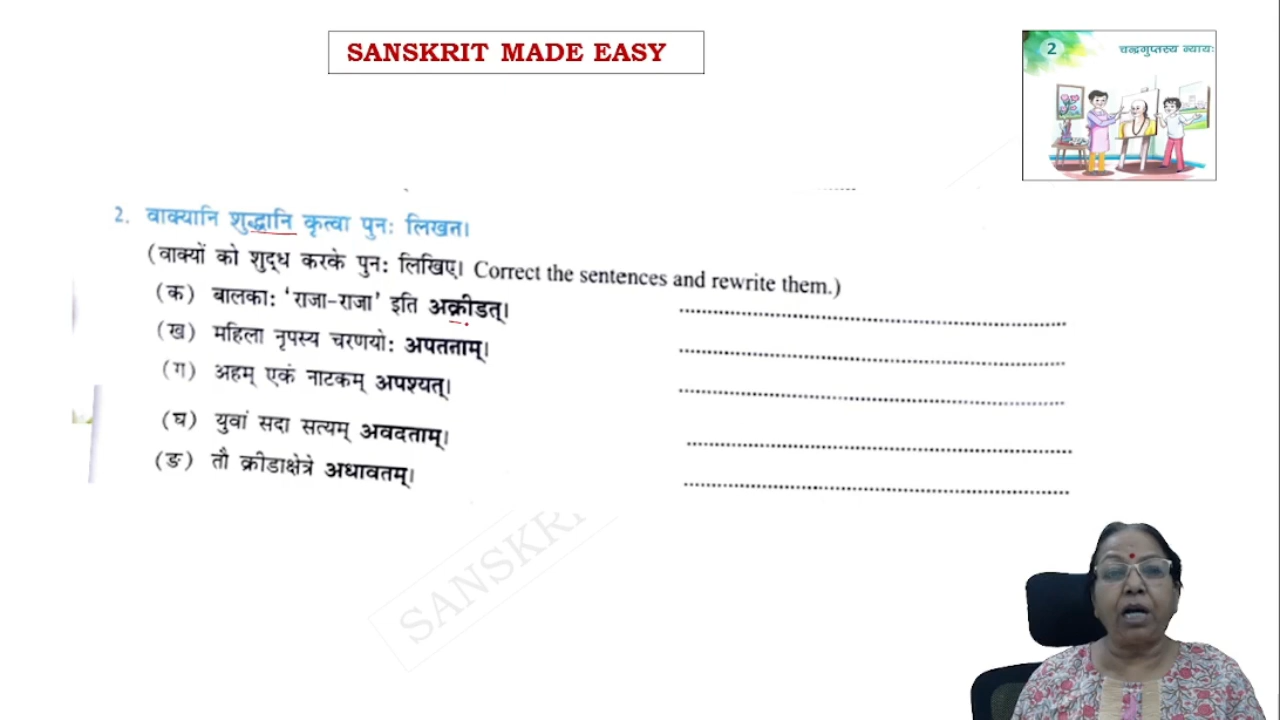 SANSKRIT MADE EASY
2 चन्द्रगुप्तस्य न्यायः
2. वाक्यानि शुद्धानि कृत्वा पुनः लिखत।
(वाक्यों को शुद्ध करके पुनः लिखिए। Correct the sentences and rewrite them.)
(क) बालकाः ‘राजा-राजा’ इति अक्रीडत्।
(ख) महिला नृपस्य चरणयोः अपतताम्।
(ग) अहम् एकं नाटकम् अपश्यत्।
(घ) युवां सदा सत्यम् अवदताम्।
(ङ) तौ क्रीडाक्षेत्रे अधावतम्।
SANSKRI